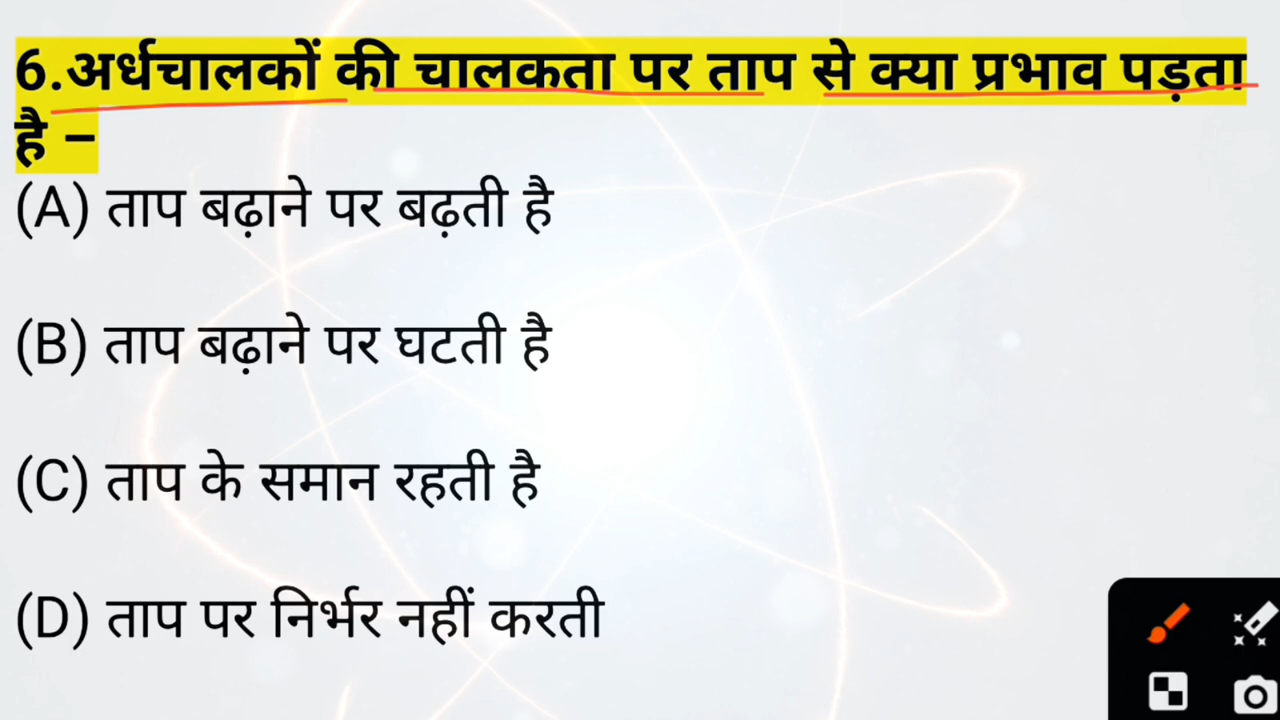 6.अर्धचालकों की चालकता पर ताप से क्या प्रभाव पड़ता
है –
(A) ताप बढ़ाने पर बढ़ती है
(B) ताप बढ़ाने पर घटती है
(C) ताप के समान रहती है
(D) ताप पर निर्भर नहीं करती